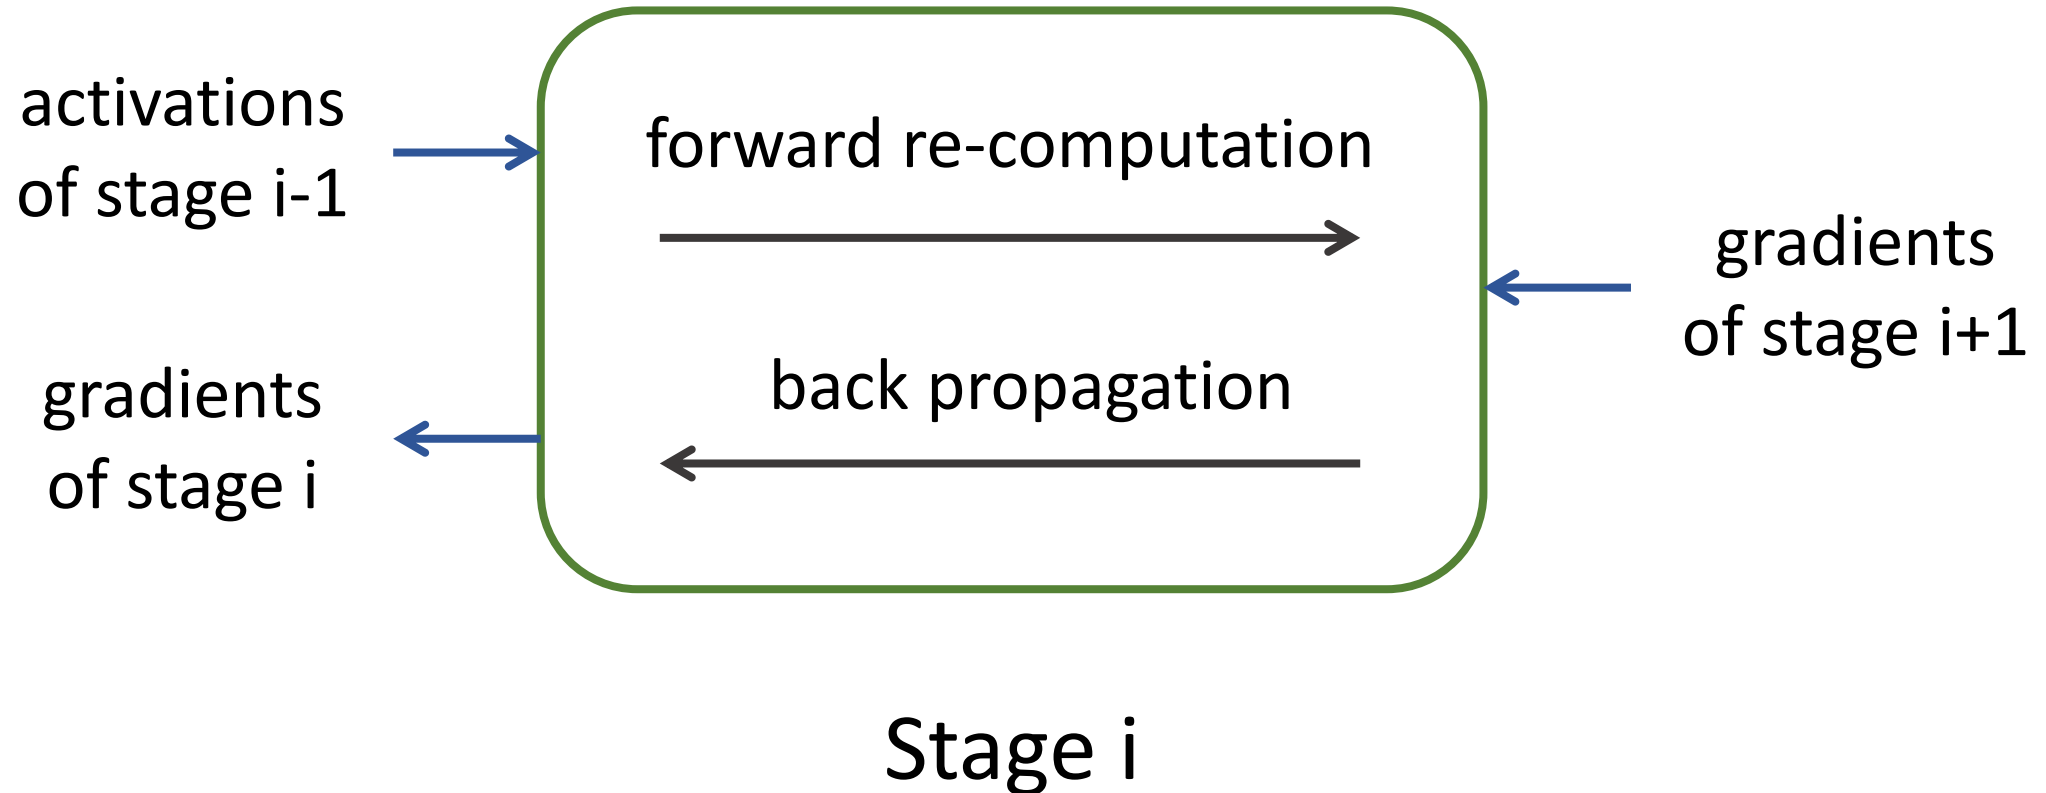 activations
of stage i-1
forward re-computation
gradients
of stage i+1
back propagation
gradients
of stage i
Stage i